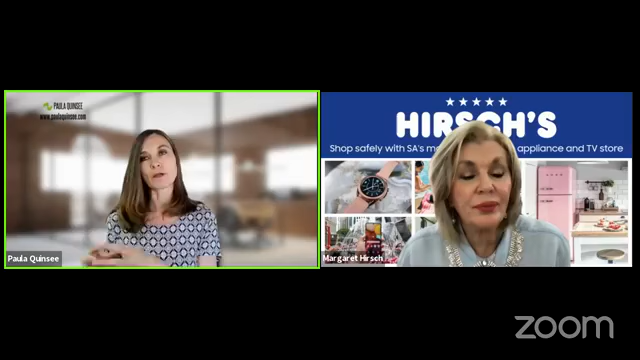 PAULA QUINSEE
www.paulaquinsee.com
HIRSCH'S
Shop safely with SA's
appliance and TV store
Paula Quinsee
Margaret Hirsch
zoom